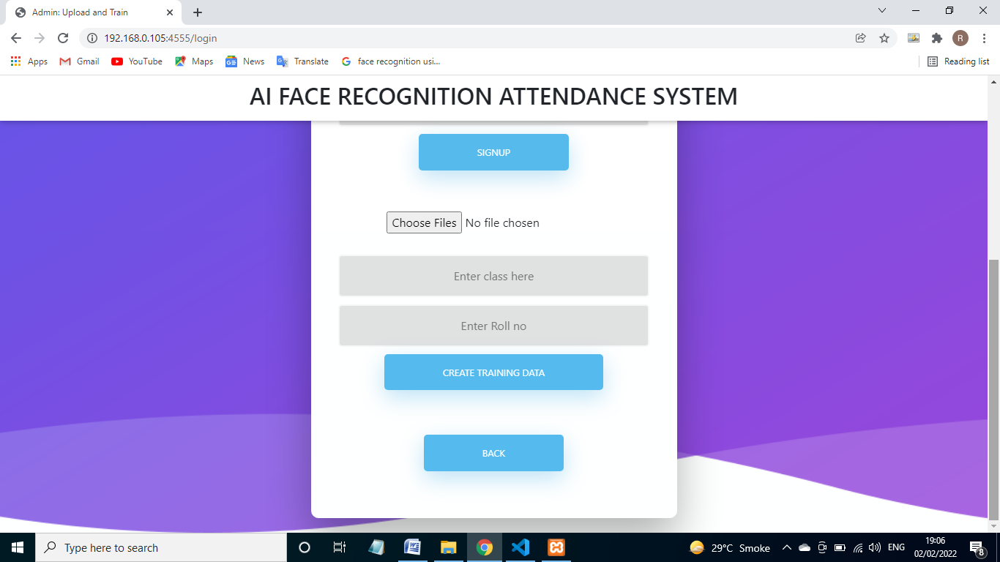 Admin: Upload and Train
192.168.0.105:4555/login
R
Apps
Gmail
YouTube
Maps
News
Translate
face recognition usi...
Reading list
AI FACE RECOGNITION ATTENDANCE SYSTEM
SIGNUP
Choose Files No file chosen
Enter class here
Enter Roll no
CREATE TRAINING DATA
BACK
Type here to search
29°C Smoke
ENG
19:06
02/02/2022
8